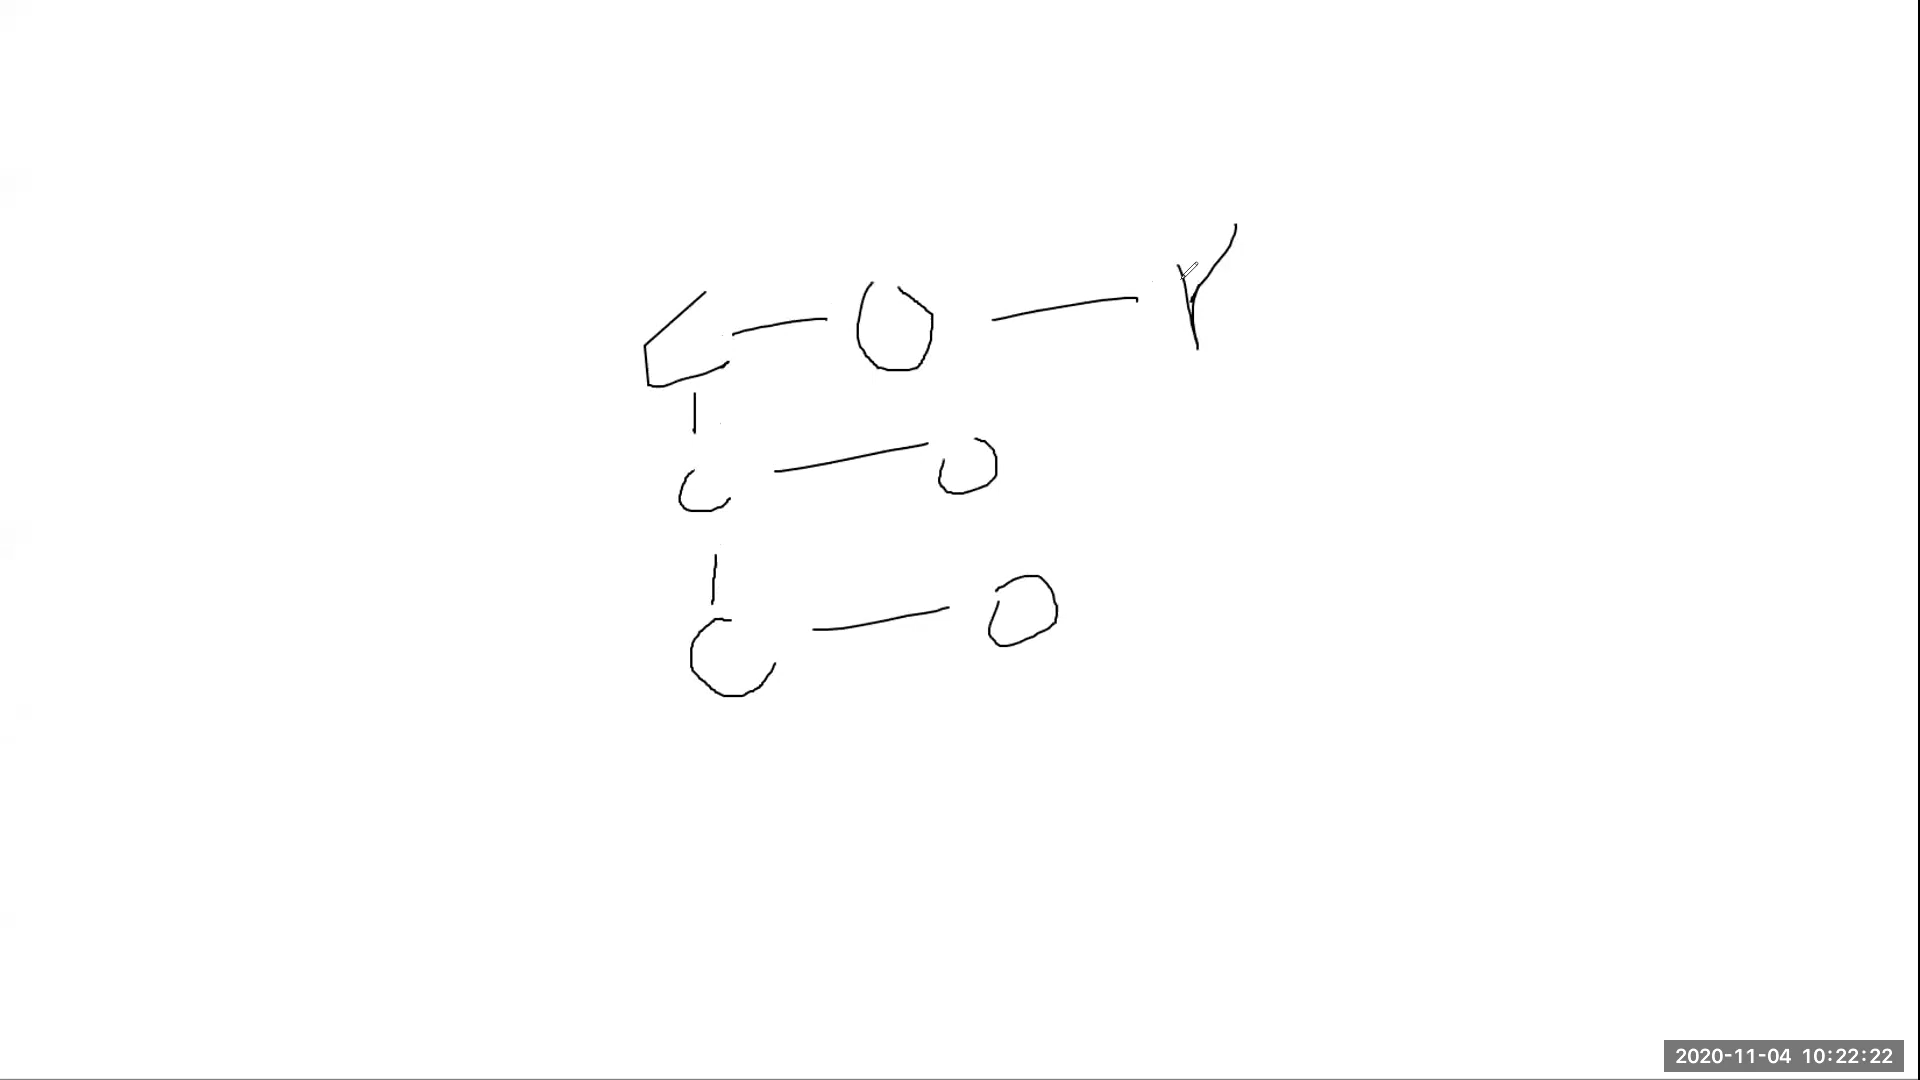 C — O — r
|
C — O
|
C — O
2020-11-04 10:22:22